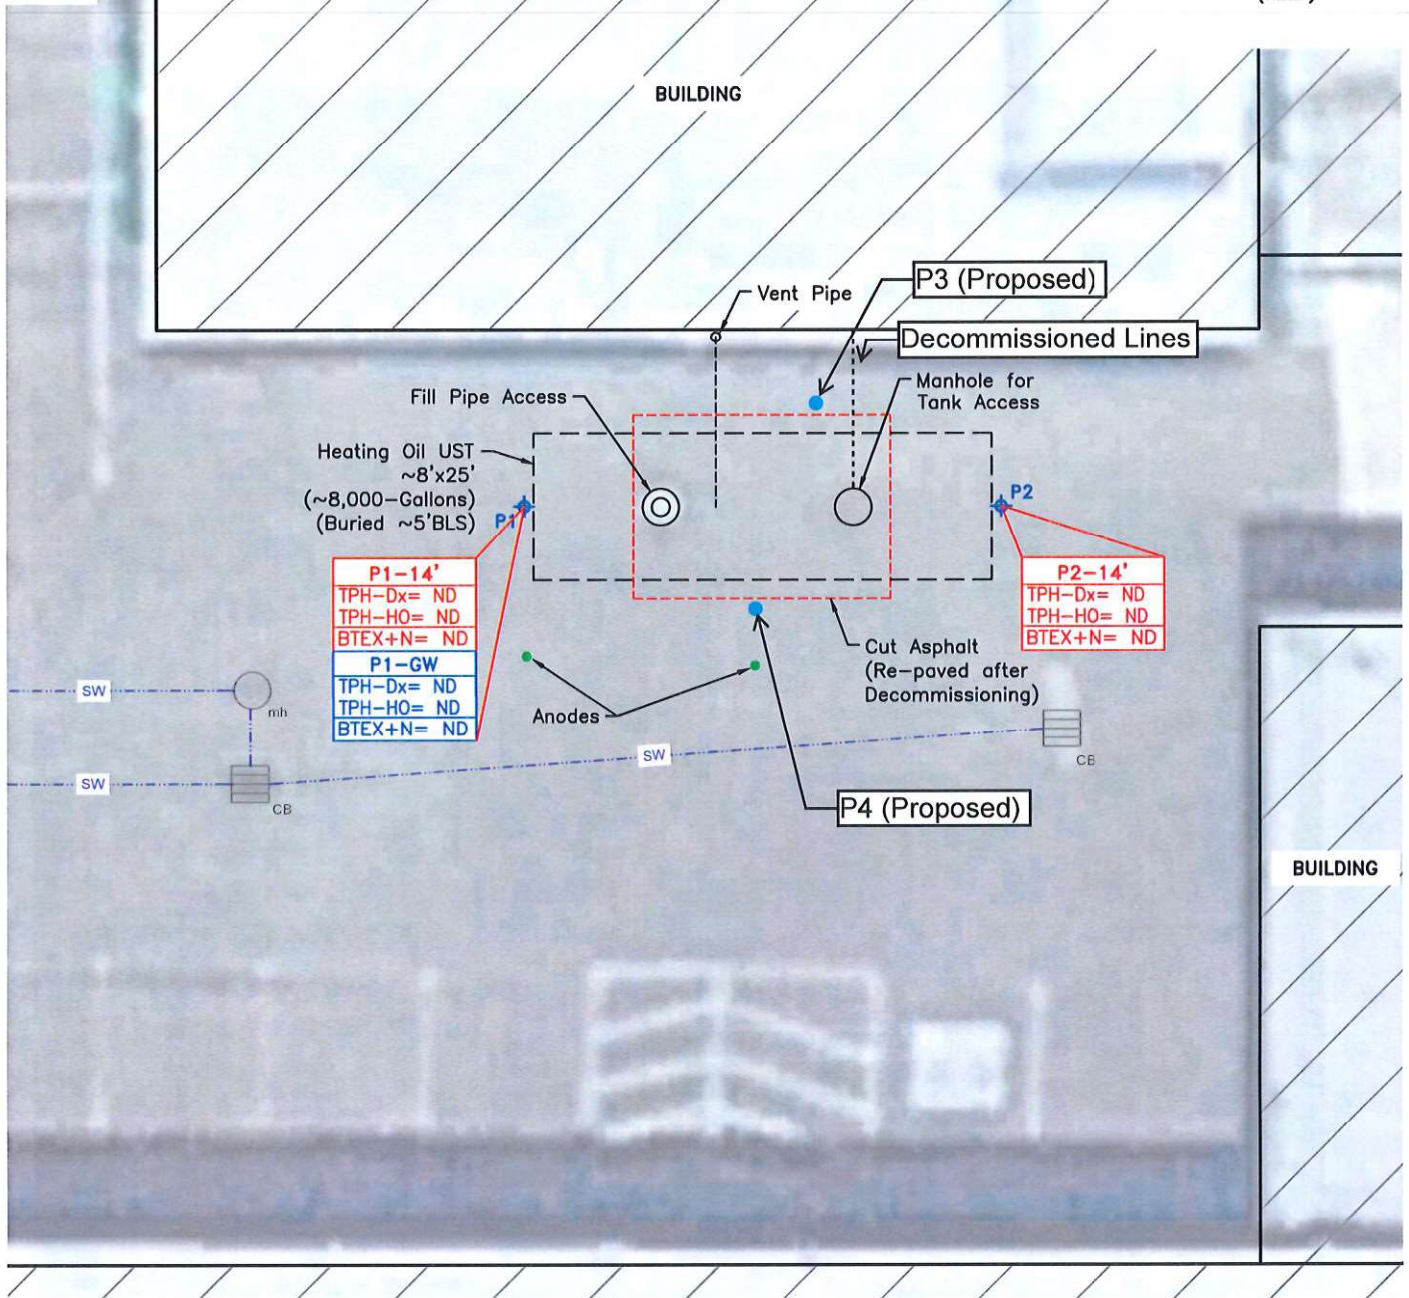 BUILDING
P3 (Proposed)
Vent Pipe
Decommissioned Lines
Manhole for
Tank Access
Fill Pipe Access
Heating Oil UST
~8'x25'
(~8,000-Gallons)
(Buried ~5'BLS)
P1
P2
P1-14'
TPH-Dx= ND
TPH-HO= ND
BTEX+N= ND
P1-GW
TPH-Dx= ND
TPH-HO= ND
BTEX+N= ND
P2-14'
TPH-Dx= ND
TPH-HO= ND
BTEX+N= ND
Cut Asphalt
(Re-paved after
Decommissioning)
Anodes
SW
mh
SW
CB
SW
CB
P4 (Proposed)
BUILDING